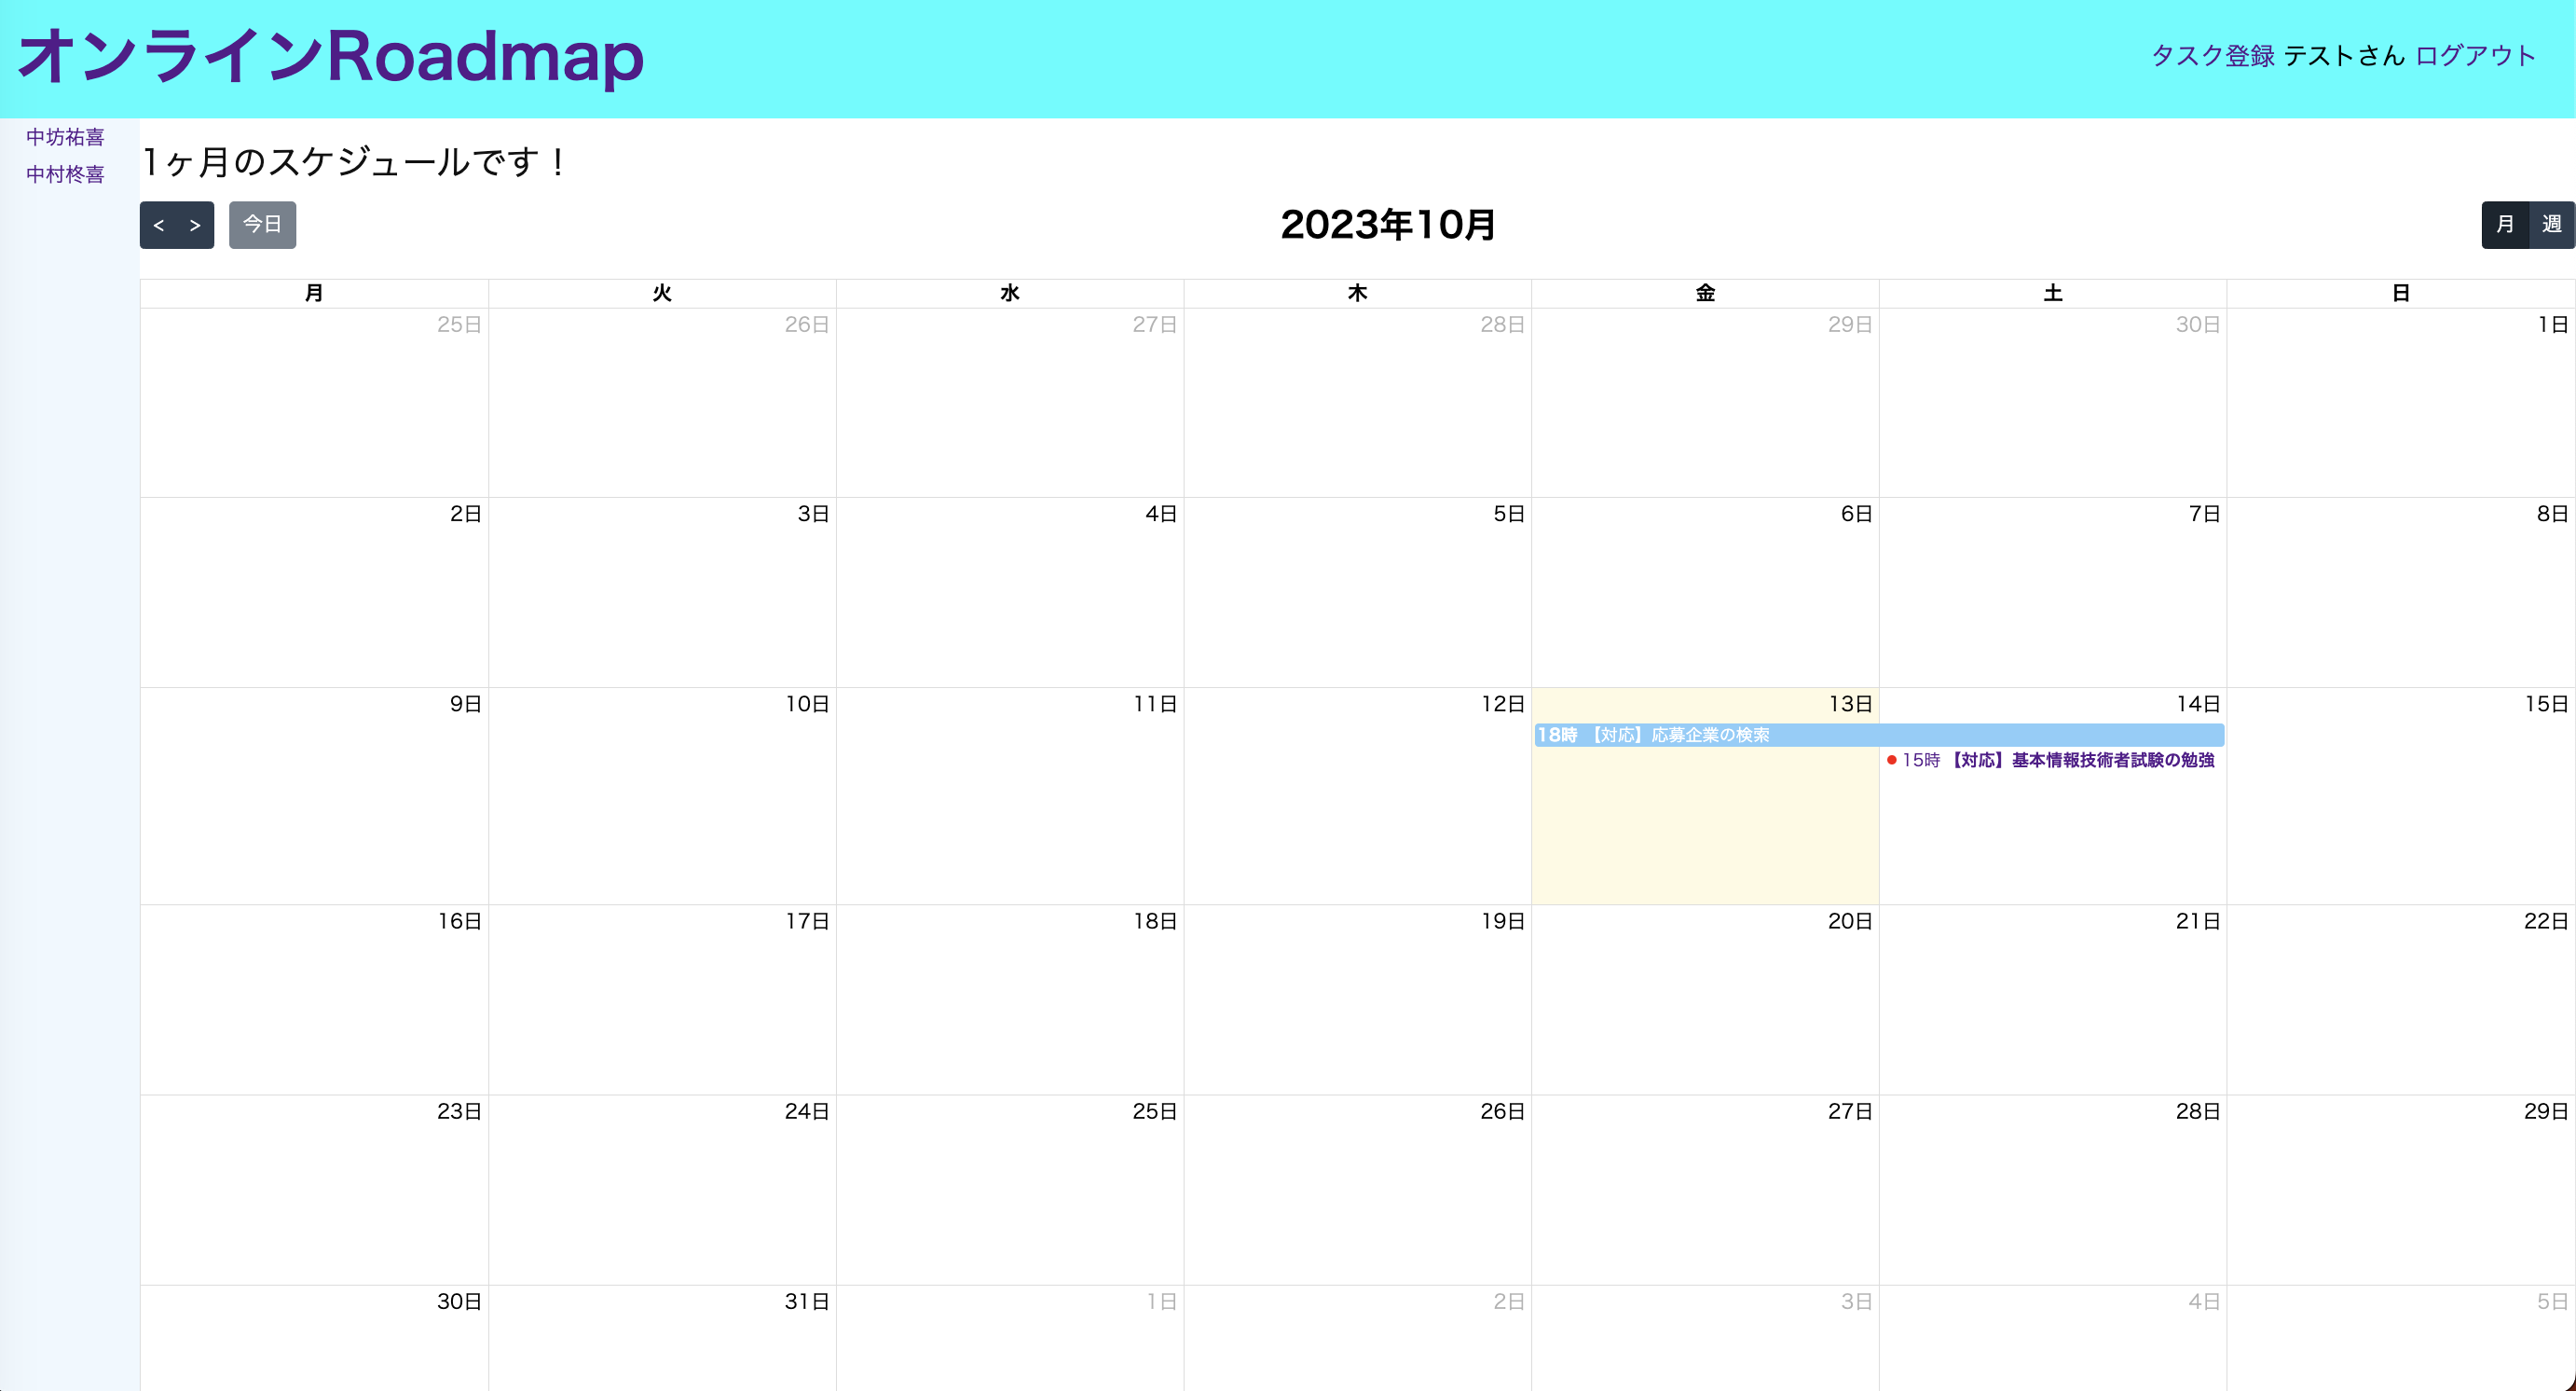 オンラインRoadmap
タスク登録 テストさん ログアウト
中坊祐喜
中村柊喜
1ヶ月のスケジュールです！
< > 今日
2023年10月
月 週
月 火 水 木 金 土 日
25日 26日 27日 28日 29日 30日 1日
2日 3日 4日 5日 6日 7日 8日
9日 10日 11日 12日 13日 14日 15日
18時 【対応】応募企業の検索
15時 【対応】基本情報技術者試験の勉強
16日 17日 18日 19日 20日 21日 22日
23日 24日 25日 26日 27日 28日 29日
30日 31日 1日 2日 3日 4日 5日